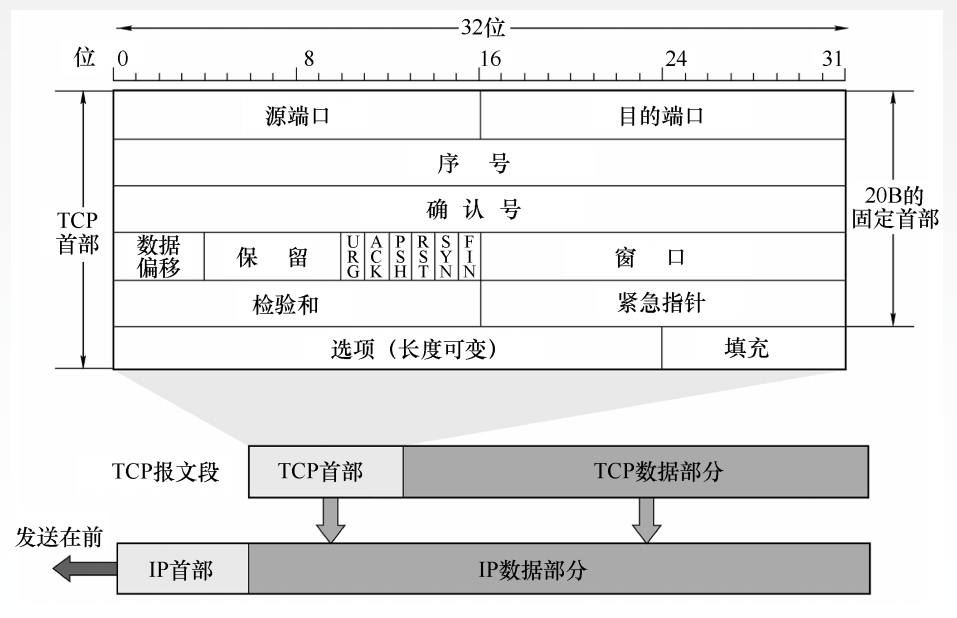 32位
位 0 8 16 24 31
源端口 目的端口
序 号
确 认 号
TCP
首部
20B的
固定首部
数据
偏移
保 留
URG
ACK
PSH
RST
SYN
FIN
窗 口
检验和 紧急指针
选项（长度可变） 填充
TCP报文段 TCP首部 TCP数据部分
发送在前
IP首部 IP数据部分